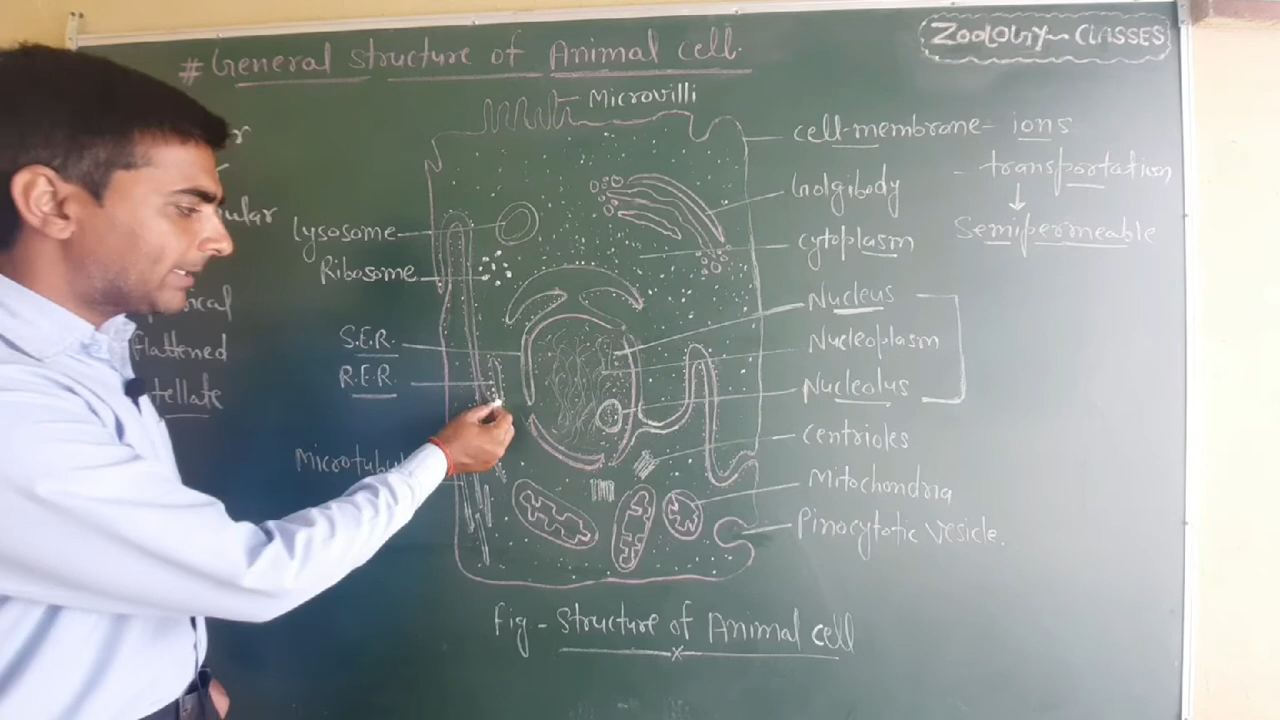 # General structure of Animal cell.
ZOOLOGY CLASSES
Microvilli
cell-membrane - ions
- transportation
Semipermeable
Golgibody
Lysosome
cytoplasm
Ribosome
Nucleus
flattened
S.E.R.
Nucleoplasm
R.E.R.
Nucleolus
Centrioles
Mitochondria
Pinocytotic vesicle.
Fig - Structure of Animal cell
x